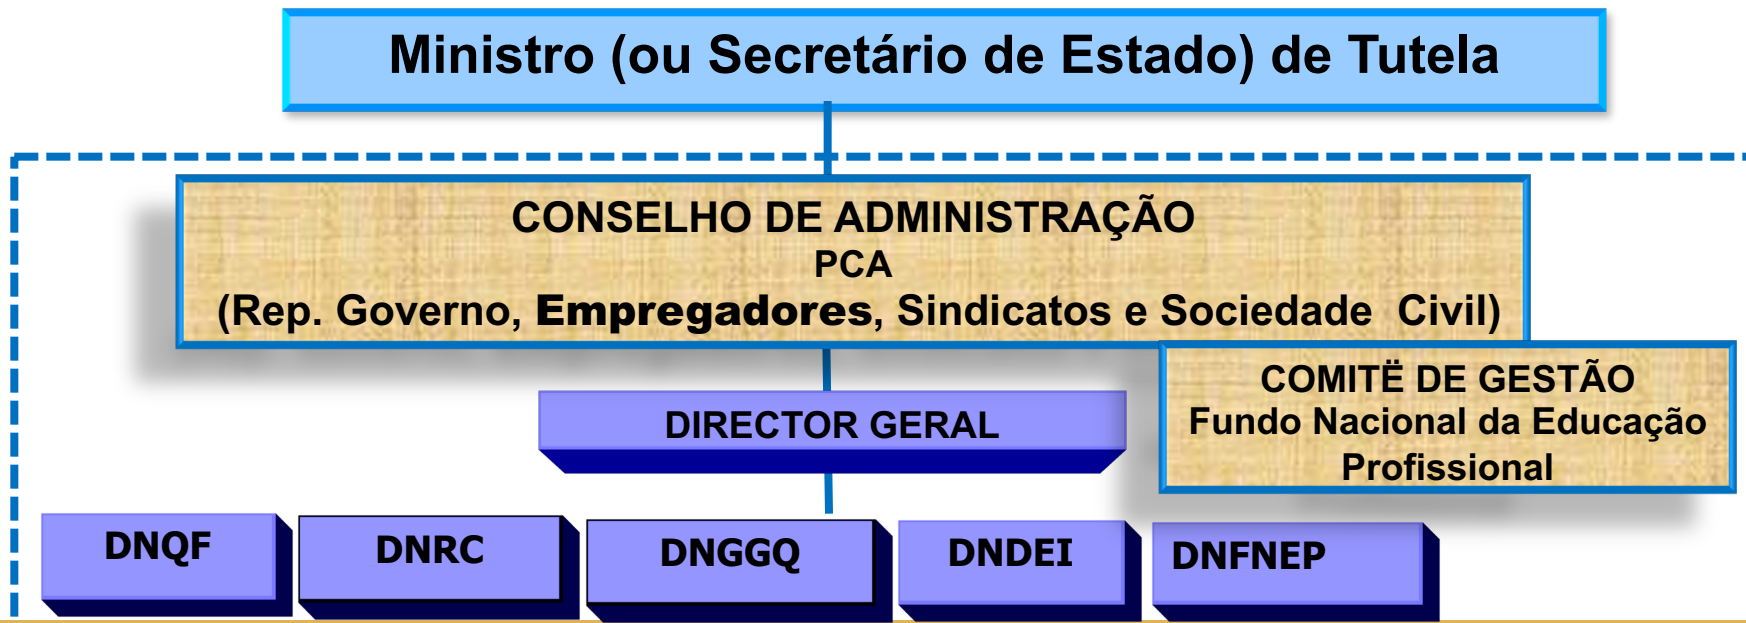 Ministro (ou Secretário de Estado) de Tutela
CONSELHO DE ADMINISTRAÇÃO
PCA
(Rep. Governo, Empregadores, Sindicatos e Sociedade Civil)
COMITË DE GESTÃO
Fundo Nacional da Educação
Profissional
DIRECTOR GERAL
DNQF
DNRC
DNGGQ
DNDEI
DNFNEP